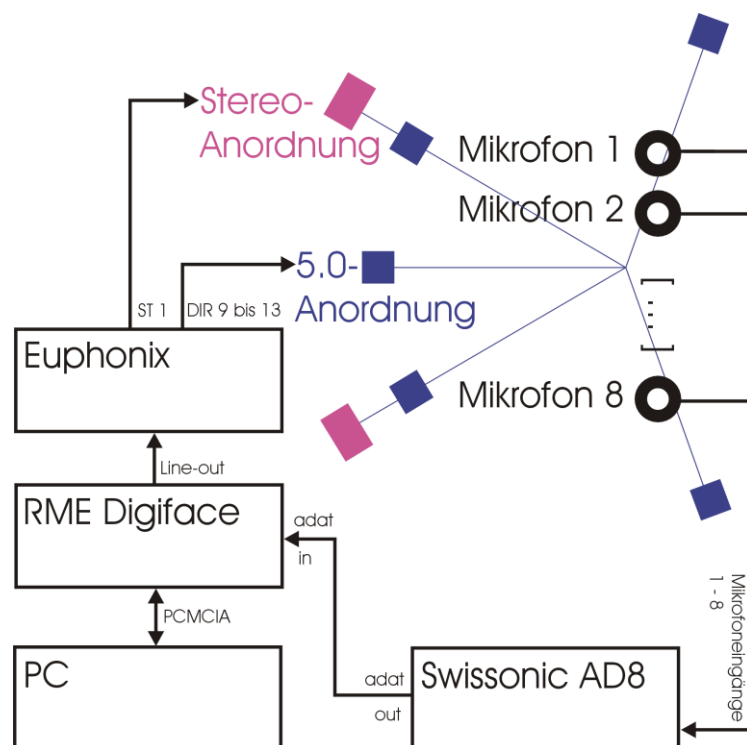 Stereo-
Anordnung
Mikrofon 1
Mikrofon 2
5.0-
Anordnung
[...]
ST 1
DIR 9 bis 13
Euphonix
Mikrofon 8
Line-out
RME Digiface
adat
in
PCMCIA
Mikrofoneingänge
1 - 8
PC
adat
out
Swissonic AD8